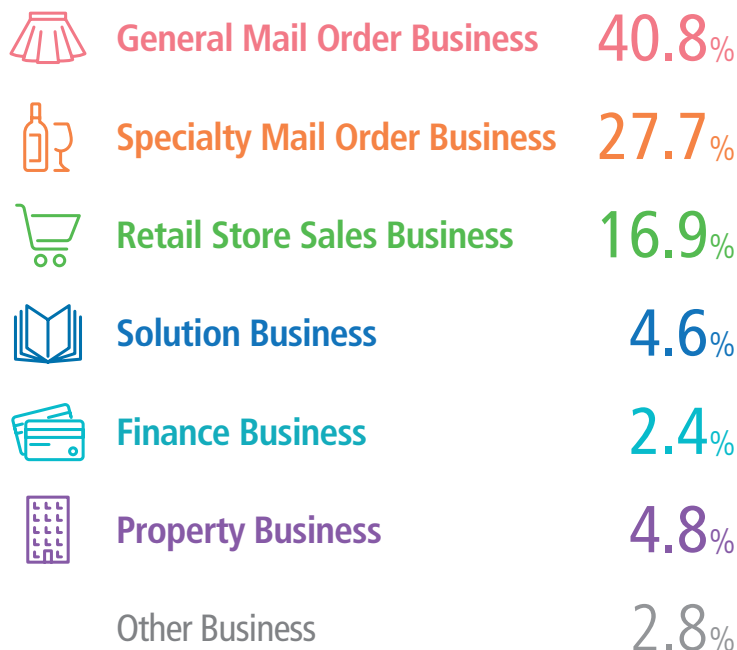 General Mail Order Business 40.8%
Specialty Mail Order Business 27.7%
Retail Store Sales Business 16.9%
Solution Business 4.6%
Finance Business 2.4%
Property Business 4.8%
Other Business 2.8%